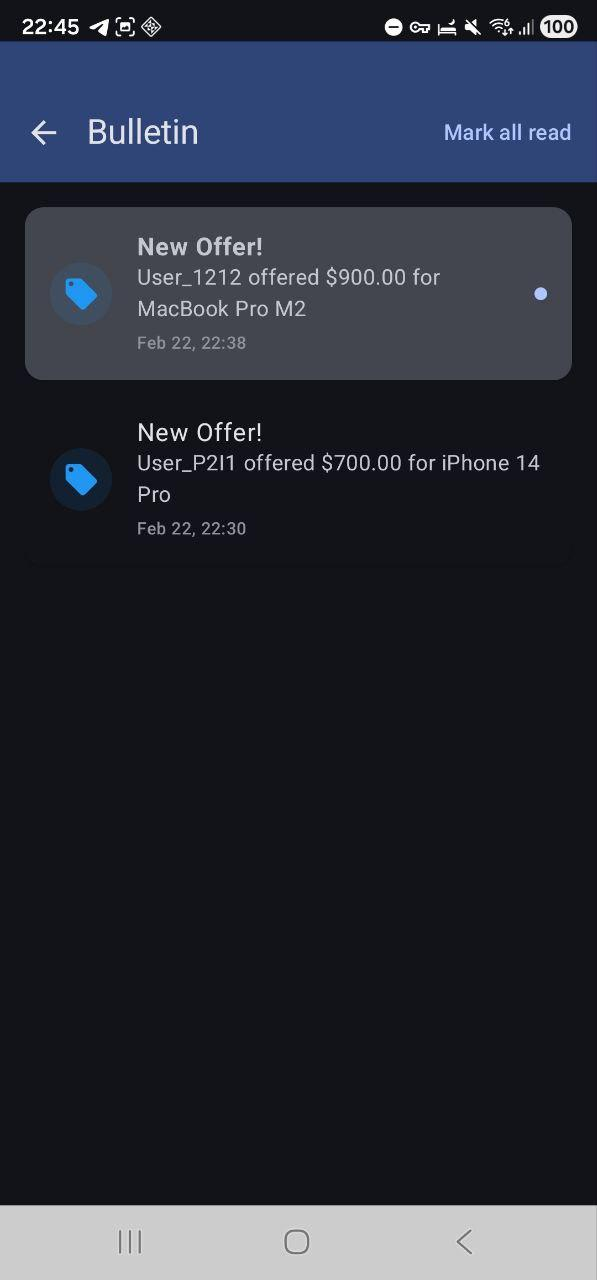 22:45
6
100
Bulletin
Mark all read
New Offer!
User_1212 offered $900.00 for
MacBook Pro M2
Feb 22, 22:38
New Offer!
User_P2I1 offered $700.00 for iPhone 14
Pro
Feb 22, 22:30